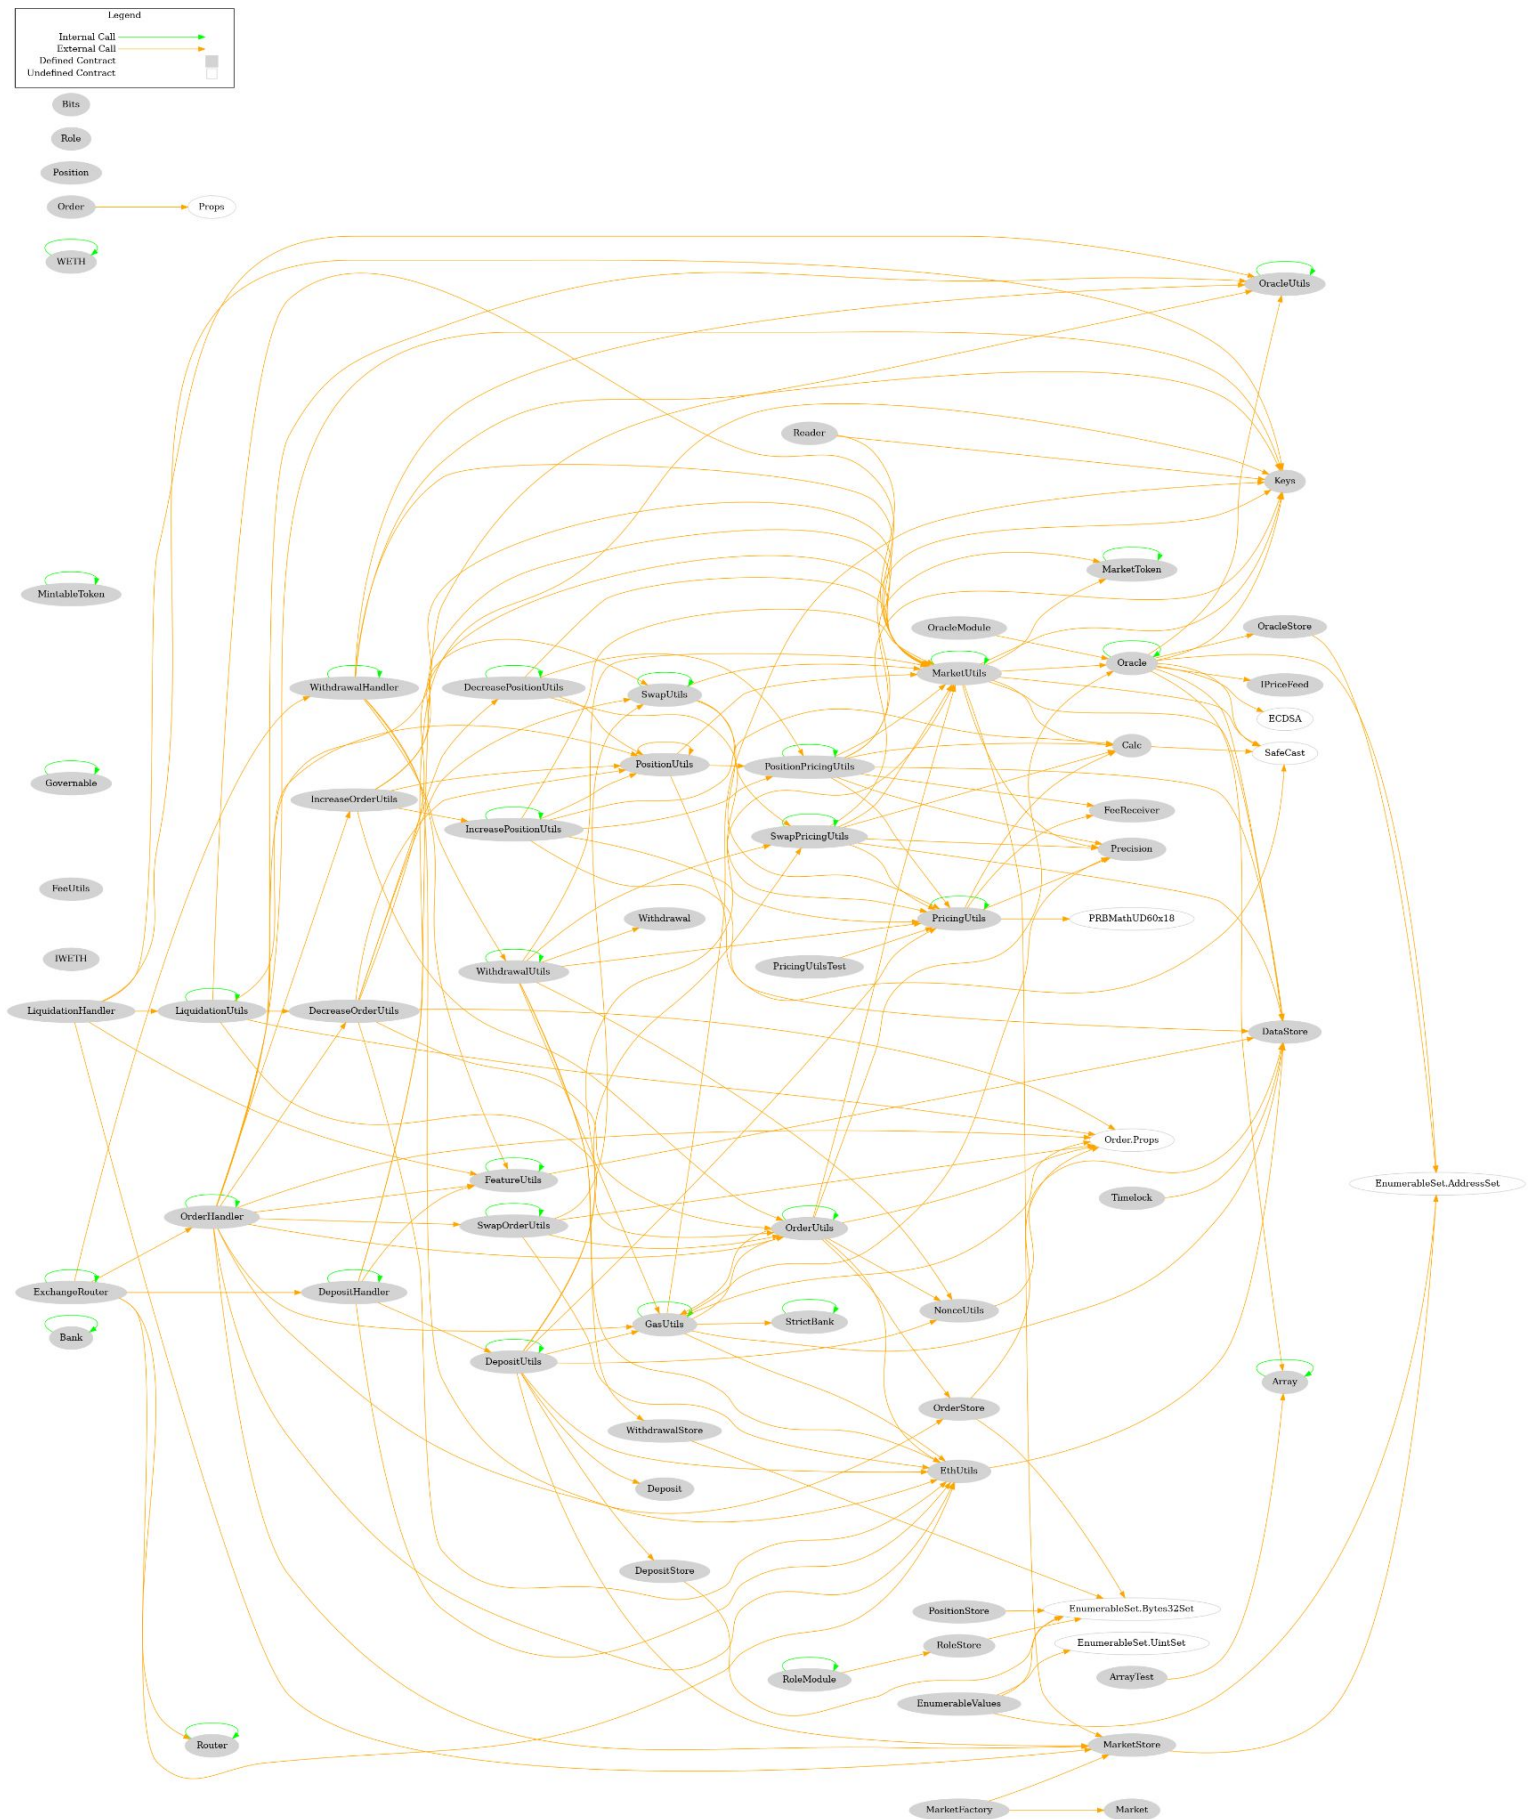 Legend
Internal Call
External Call
Defined Contract
Undefined Contract
Bits
Role
Position
Order
Props
WETH
OracleUtils
Reader
Keys
MarketToken
MintableToken
OracleModule
OracleStore
Oracle
MarketUtils
IPriceFeed
WithdrawalHandler
DecreasePositionUtils
SwapUtils
ECDSA
Calc
SafeCast
PositionUtils
PositionPricingUtils
Governable
IncreaseOrderUtils
FeeReceiver
IncreasePositionUtils
SwapPricingUtils
Precision
FeeUtils
Withdrawal
PricingUtils
PRBMathUD60x18
IWETH
WithdrawalUtils
PricingUtilsTest
LiquidationHandler
LiquidationUtils
DecreaseOrderUtils
DataStore
Order.Props
FeatureUtils
EnumerableSet.AddressSet
Timelock
OrderHandler
SwapOrderUtils
OrderUtils
ExchangeRouter
DepositHandler
NonceUtils
GasUtils
StrictBank
Bank
DepositUtils
Array
OrderStore
WithdrawalStore
EthUtils
Deposit
DepositStore
PositionStore
EnumerableSet.Bytes32Set
RoleStore
EnumerableSet.UintSet
RoleModule
ArrayTest
EnumerableValues
Router
MarketStore
MarketFactory
Market